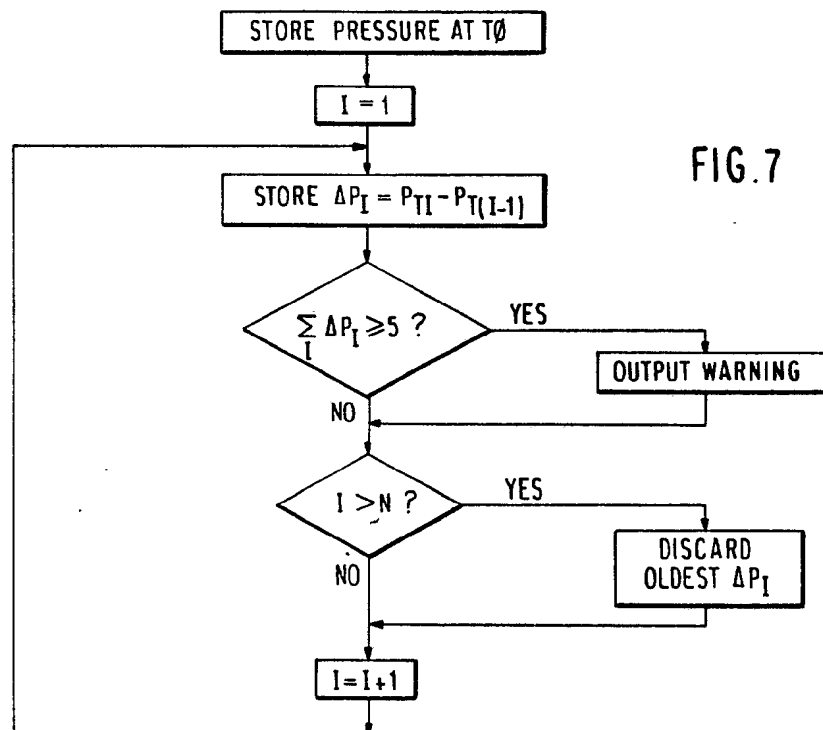 STORE PRESSURE AT TØ
I = 1
FIG.7
STORE ΔP_I = P_TI - P_T(I-1)
∑_I ΔP_I ≥ 5 ?
YES
OUTPUT WARNING
NO
I > N ?
YES
DISCARD
OLDEST ΔP_I
NO
I = I+1